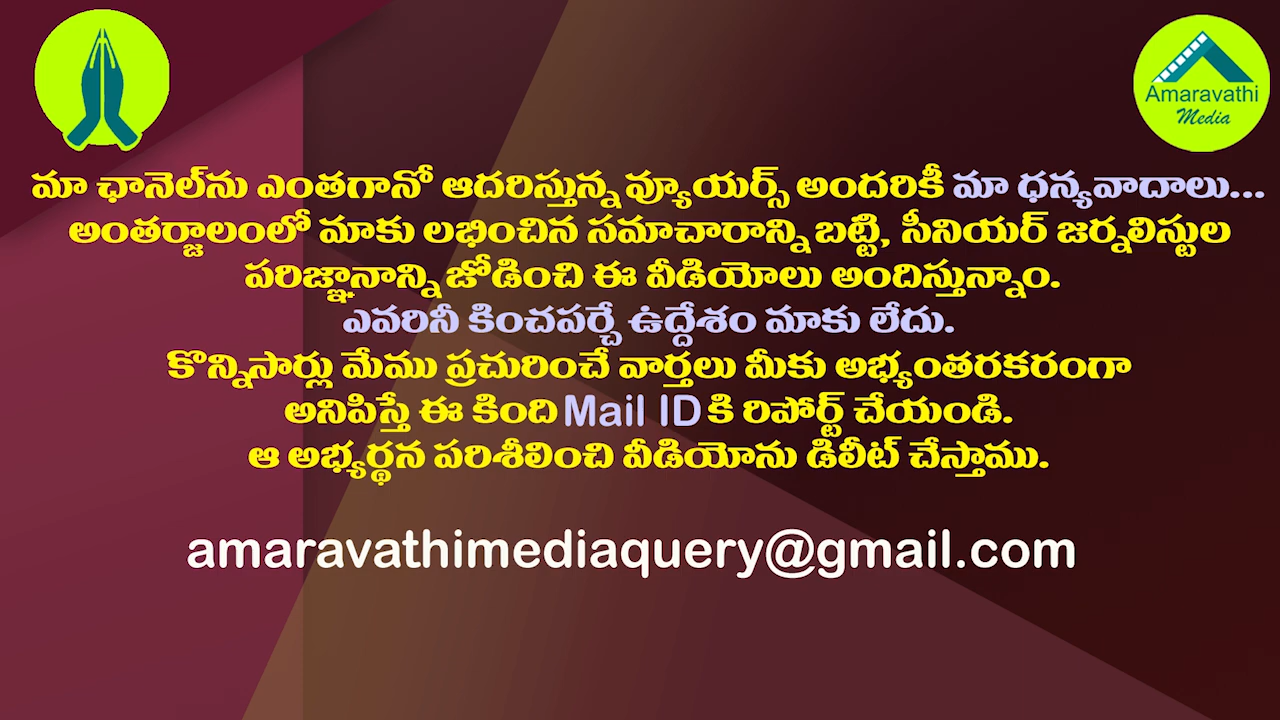 Amaravathi
Media
మా ఛానెల్‌ను ఎంతగానో ఆదరిస్తున్న వ్యూయర్స్ అందరికీ మా ధన్యవాదాలు...
అంతర్జాలంలో మాకు లభించిన సమాచారాన్ని బట్టి, సీనియర్ జర్నలిస్టుల
పరిజ్ఞానాన్ని జోడించి ఈ వీడియోలు అందిస్తున్నాం.
ఎవరినీ కించపర్చే ఉద్దేశం మాకు లేదు.
కొన్నిసార్లు మేము ప్రచురించే వార్తలు మీకు అభ్యంతరకరంగా
అనిపిస్తే ఈ కింది Mail ID కి రిపోర్ట్ చేయండి.
ఆ అభ్యర్థన పరిశీలించి వీడియోను డిలీట్ చేస్తాము.
amaravathimediaquery@gmail.com